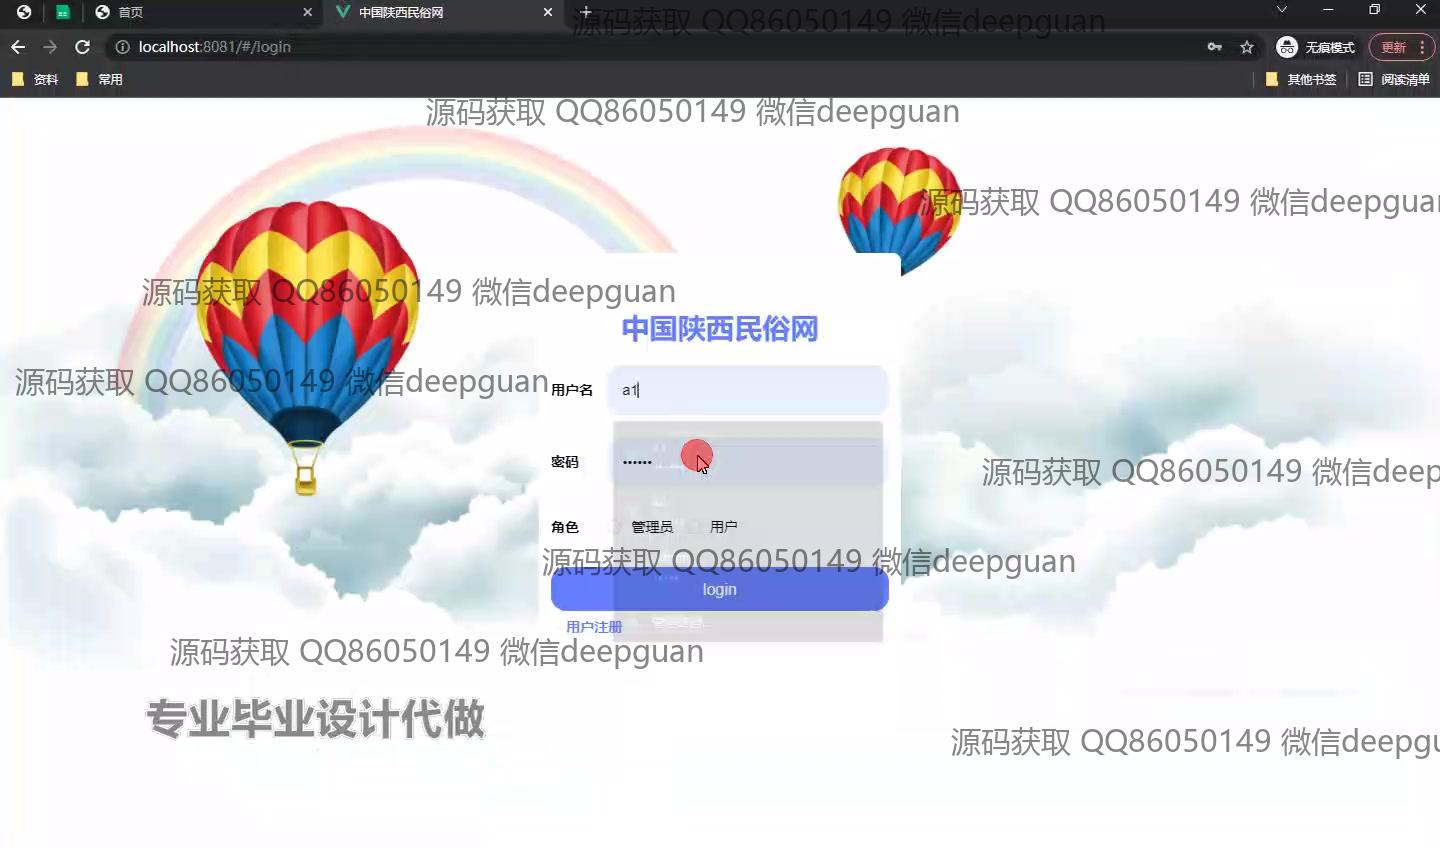 首页
中国陕西民俗网
源码获取 QQ86050149 微信deepguan
localhost:8081/#/login
无痕模式
更新
资料
常用
其他书签
阅读清单
源码获取 QQ86050149 微信deepguan
源码获取 QQ86050149 微信deepguan
源码获取 QQ86050149 微信deepguan
中国陕西民俗网
源码获取 QQ86050149 微信deepguan
用户名
a1
密码
••••••
源码获取 QQ86050149 微信deep
角色
管理员
用户
源码获取 QQ86050149 微信deepguan
login
用户注册
源码获取 QQ86050149 微信deepguan
专业毕业设计代做
源码获取 QQ86050149 微信deepgu